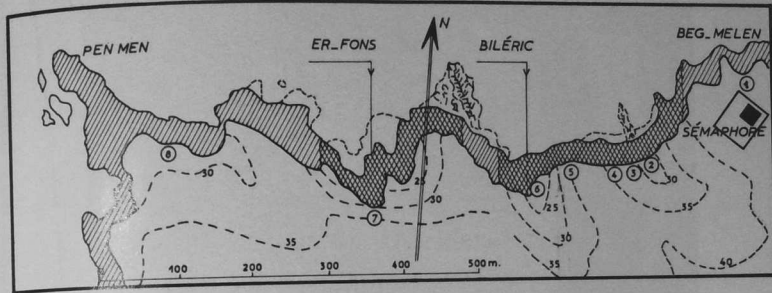 N
PEN MEN
ER_FONS
BILÉRIC
BEG_MELEN
①
SÉMAPHORE
⑧
30
25
30
⑦
⑥
⑤
④
③
②
25
30
30
35
35
35
35
40
100 200 300 400 500 m.